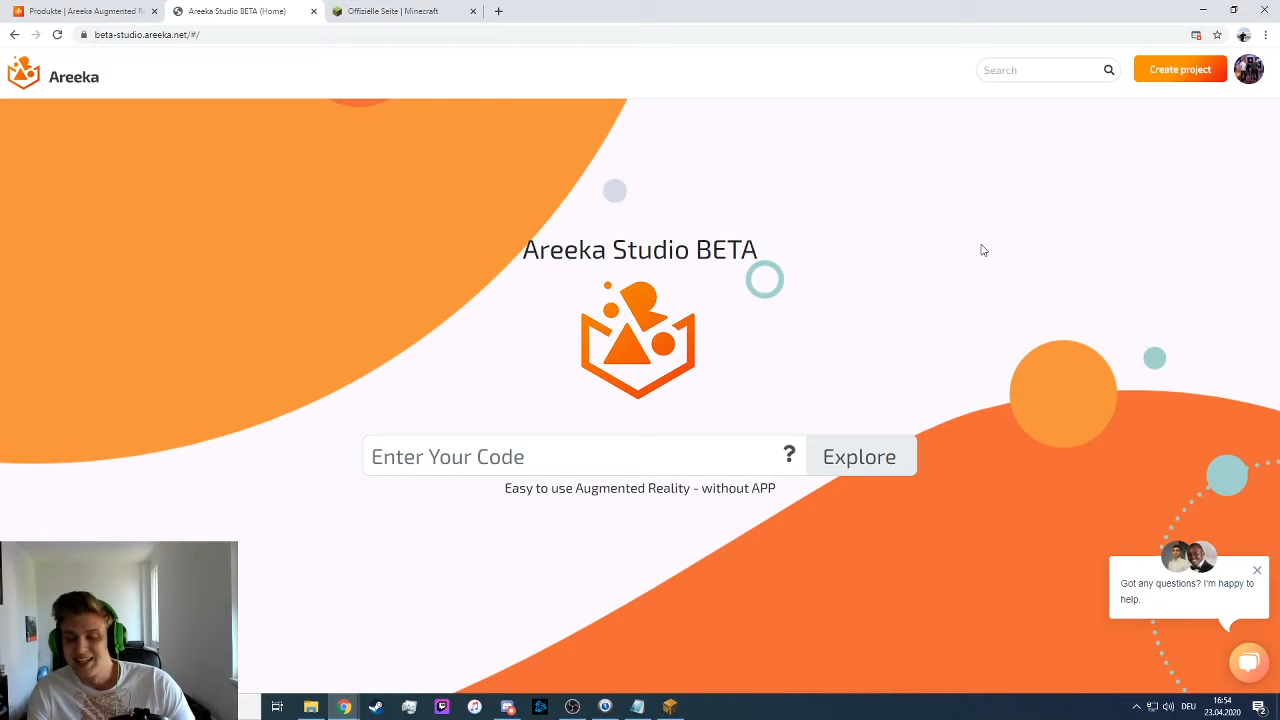 Produkte | Areeka Augmented Re
Areeka Studio BETA (Home)
Offizielle Seite | Minecraft
beta-studio.areeka.net/#/
Areeka
Search
Create project
Areeka Studio BETA
Enter Your Code
?
Explore
Easy to use Augmented Reality - without APP
Got any questions? I'm happy to
help.
DEU
16:54
23.04.2020
2